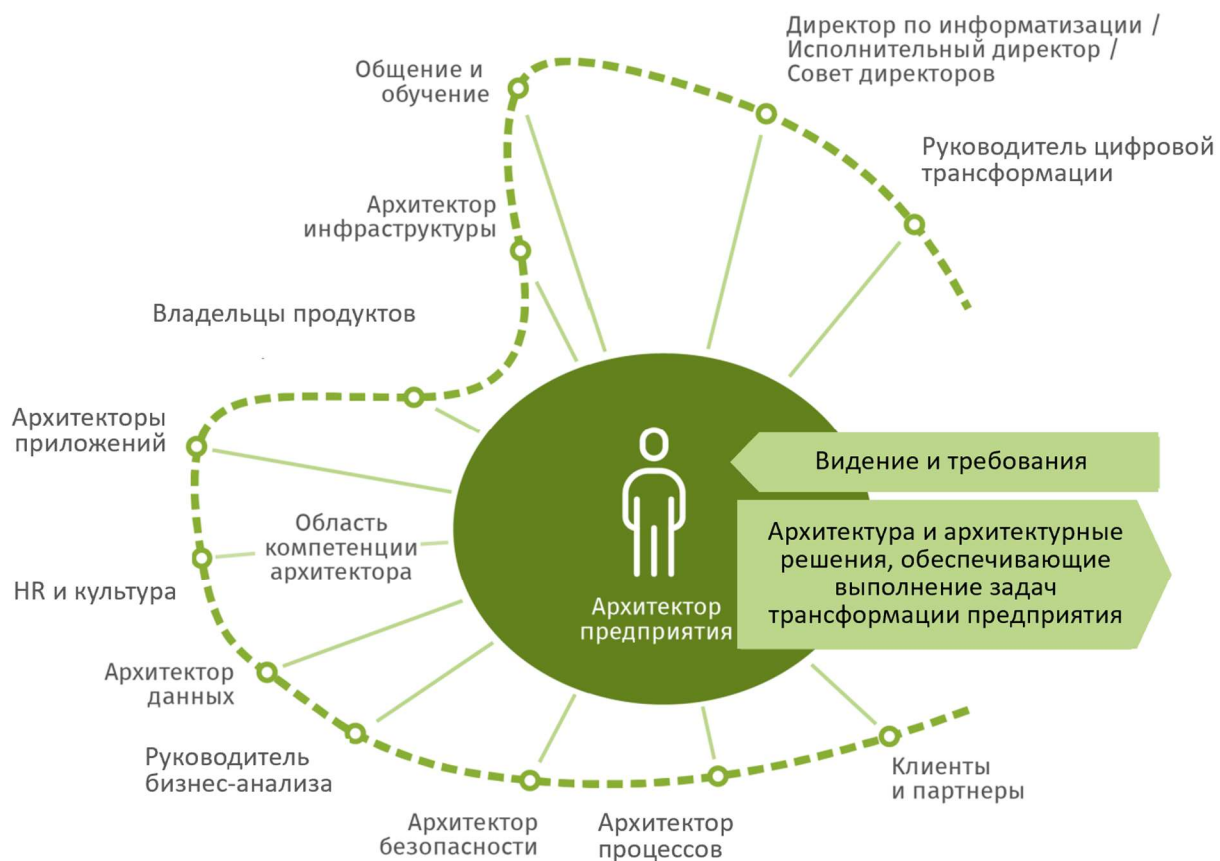 Директор по информатизации /
Исполнительный директор /
Совет директоров
Общение и
обучение
Руководитель цифровой
трансформации
Архитектор
инфраструктуры
Владельцы продуктов
Архитекторы
приложений
Видение и требования
Область
компетенции
архитектора
Архитектура и архитектурные
решения, обеспечивающие
выполнение задач
трансформации предприятия
HR и культура
Архитектор
предприятия
Архитектор
данных
Руководитель
бизнес-анализа
Клиенты
и партнеры
Архитектор
безопасности
Архитектор
процессов